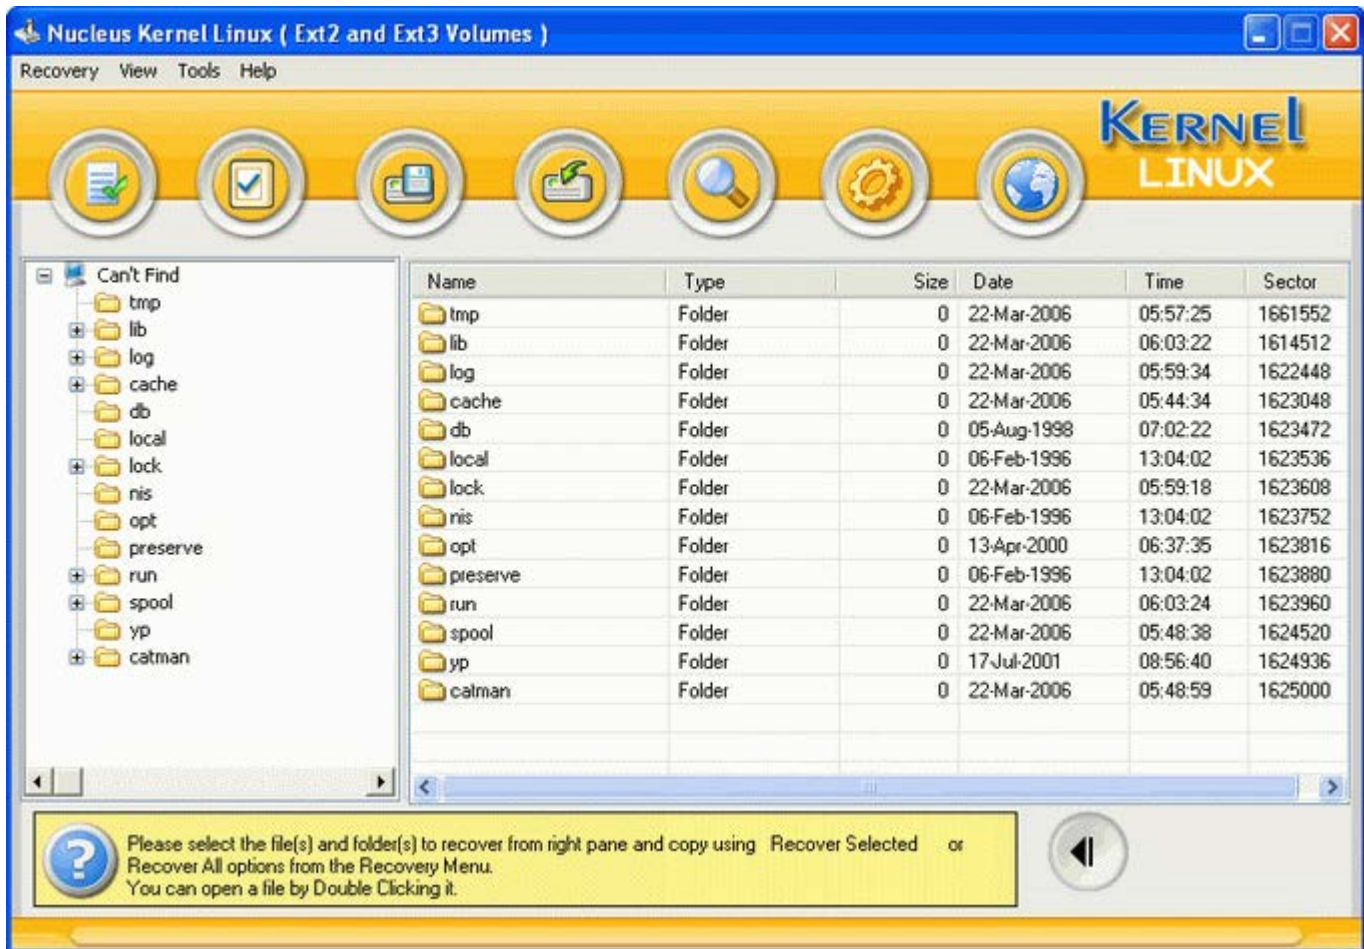 Nucleus Kernel Linux ( Ext2 and Ext3 Volumes )
Recovery View Tools Help
KERNEl
LINUX
Can't Find
tmp
lib
log
cache
db
local
lock
nis
opt
preserve
run
spool
yp
catman
Name Type Size Date Time Sector
tmp Folder 0 22-Mar-2006 05:57:25 1661552
lib Folder 0 22-Mar-2006 06:03:22 1614512
log Folder 0 22-Mar-2006 05:59:34 1622448
cache Folder 0 22-Mar-2006 05:44:34 1623048
db Folder 0 05-Aug-1998 07:02:22 1623472
local Folder 0 06-Feb-1996 13:04:02 1623536
lock Folder 0 22-Mar-2006 05:59:18 1623608
nis Folder 0 06-Feb-1996 13:04:02 1623752
opt Folder 0 13-Apr-2000 06:37:35 1623816
preserve Folder 0 06-Feb-1996 13:04:02 1623880
run Folder 0 22-Mar-2006 06:03:24 1623960
spool Folder 0 22-Mar-2006 05:48:38 1624520
yp Folder 0 17-Jul-2001 08:56:40 1624936
catman Folder 0 22-Mar-2006 05:48:59 1625000
Please select the file(s) and folder(s) to recover from right pane and copy using Recover Selected or
Recover All options from the Recovery Menu.
You can open a file by Double Clicking it.